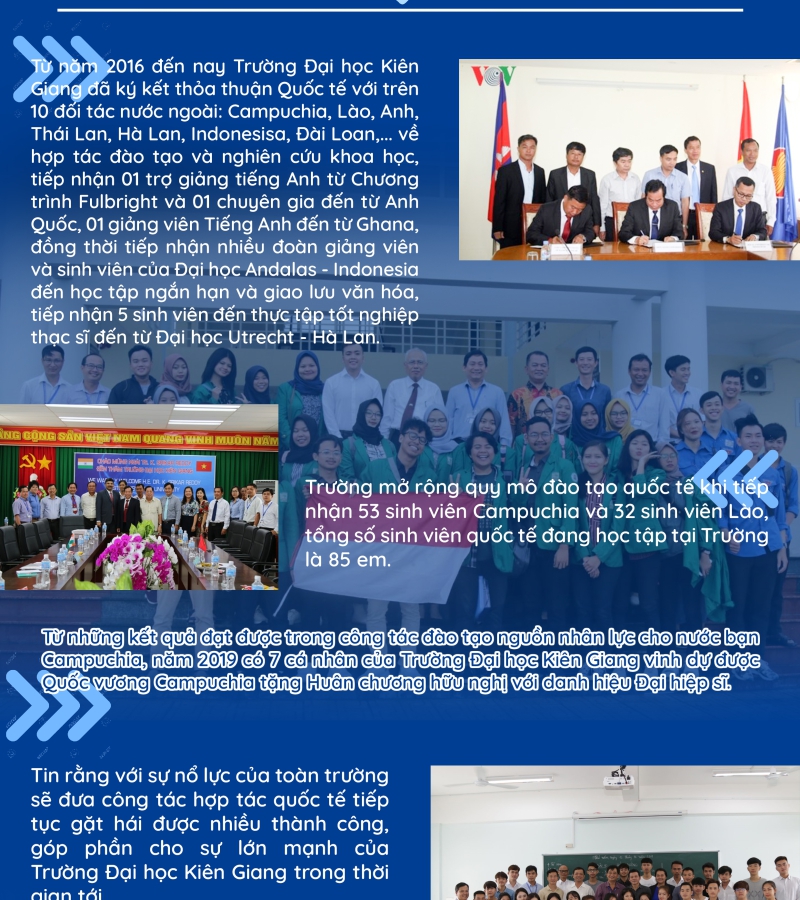 Từ năm 2016 đến nay Trường Đại học Kiên
Giang đã ký kết thỏa thuận Quốc tế với trên
10 đối tác nước ngoài: Campuchia, Lào, Anh,
Thái Lan, Hà Lan, Indonesisa, Đài Loan,... về
hợp tác đào tạo và nghiên cứu khoa học,
tiếp nhận 01 trợ giảng tiếng Anh từ Chương
trình Fulbright và 01 chuyên gia đến từ Anh
Quốc, 01 giảng viên Tiếng Anh đến từ Ghana,
đồng thời tiếp nhận nhiều đoàn giảng viên
và sinh viên của Đại học Andalas - Indonesia
đến học tập ngắn hạn và giao lưu văn hóa,
tiếp nhận 5 sinh viên đến thực tập tốt nghiệp
thạc sĩ đến từ Đại học Utrecht - Hà Lan.
VOV
ĐẢNG CỘNG SẢN VIỆT NAM QUANG VINH MUÔN NĂM
Trường mở rộng quy mô đào tạo quốc tế khi tiếp
nhận 53 sinh viên Campuchia và 32 sinh viên Lào,
tổng số sinh viên quốc tế đang học tập tại Trường
là 85 em.
Từ những kết quả đạt được trong công tác đào tạo nguồn nhân lực cho nước bạn
Campuchia, năm 2019 có 7 cá nhân của Trường Đại học Kiên Giang vinh dự được
Quốc vương Campuchia tặng Huân chương hữu nghị với danh hiệu Đại hiệp sĩ.
Tin rằng với sự nổ lực của toàn trường
sẽ đưa công tác hợp tác quốc tế tiếp
tục gặt hái được nhiều thành công,
góp phần cho sự lớn mạnh của
Trường Đại học Kiên Giang trong thời
gian tới